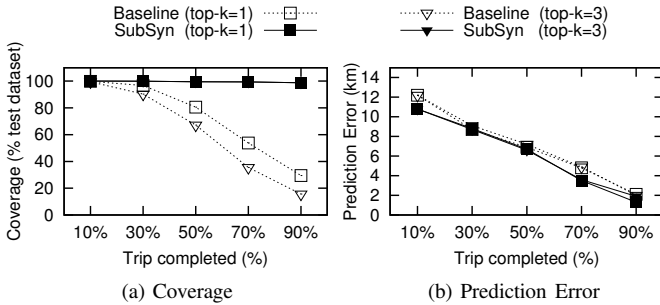 Baseline (top-k=1)
SubSyn (top-k=1)
Baseline (top-k=3)
SubSyn (top-k=3)
Coverage (% test dataset)
100
80
60
40
20
0
10% 30% 50% 70% 90%
Trip completed (%)
(a) Coverage
Prediction Error (km)
14
12
10
8
6
4
2
0
10% 30% 50% 70% 90%
Trip completed (%)
(b) Prediction Error